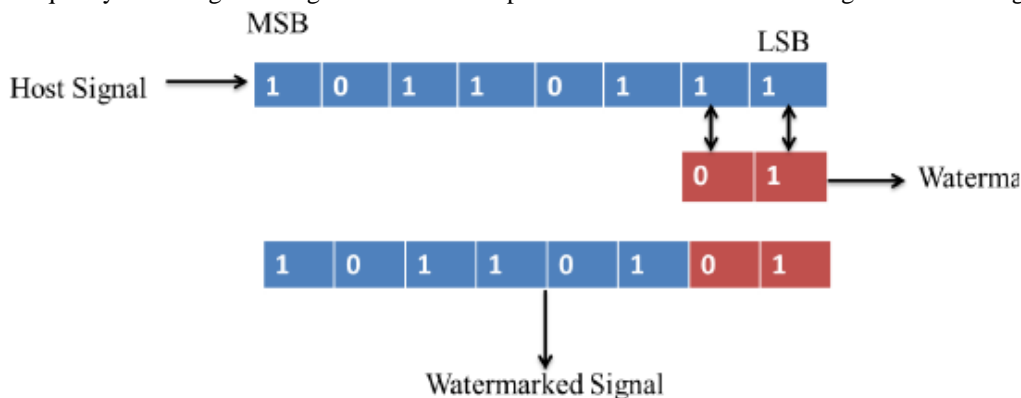 MSB
LSB
Host Signal
1 0 1 1 0 1 1 1
0 1
Waterma
1 0 1 1 0 1 0 1
Watermarked Signal